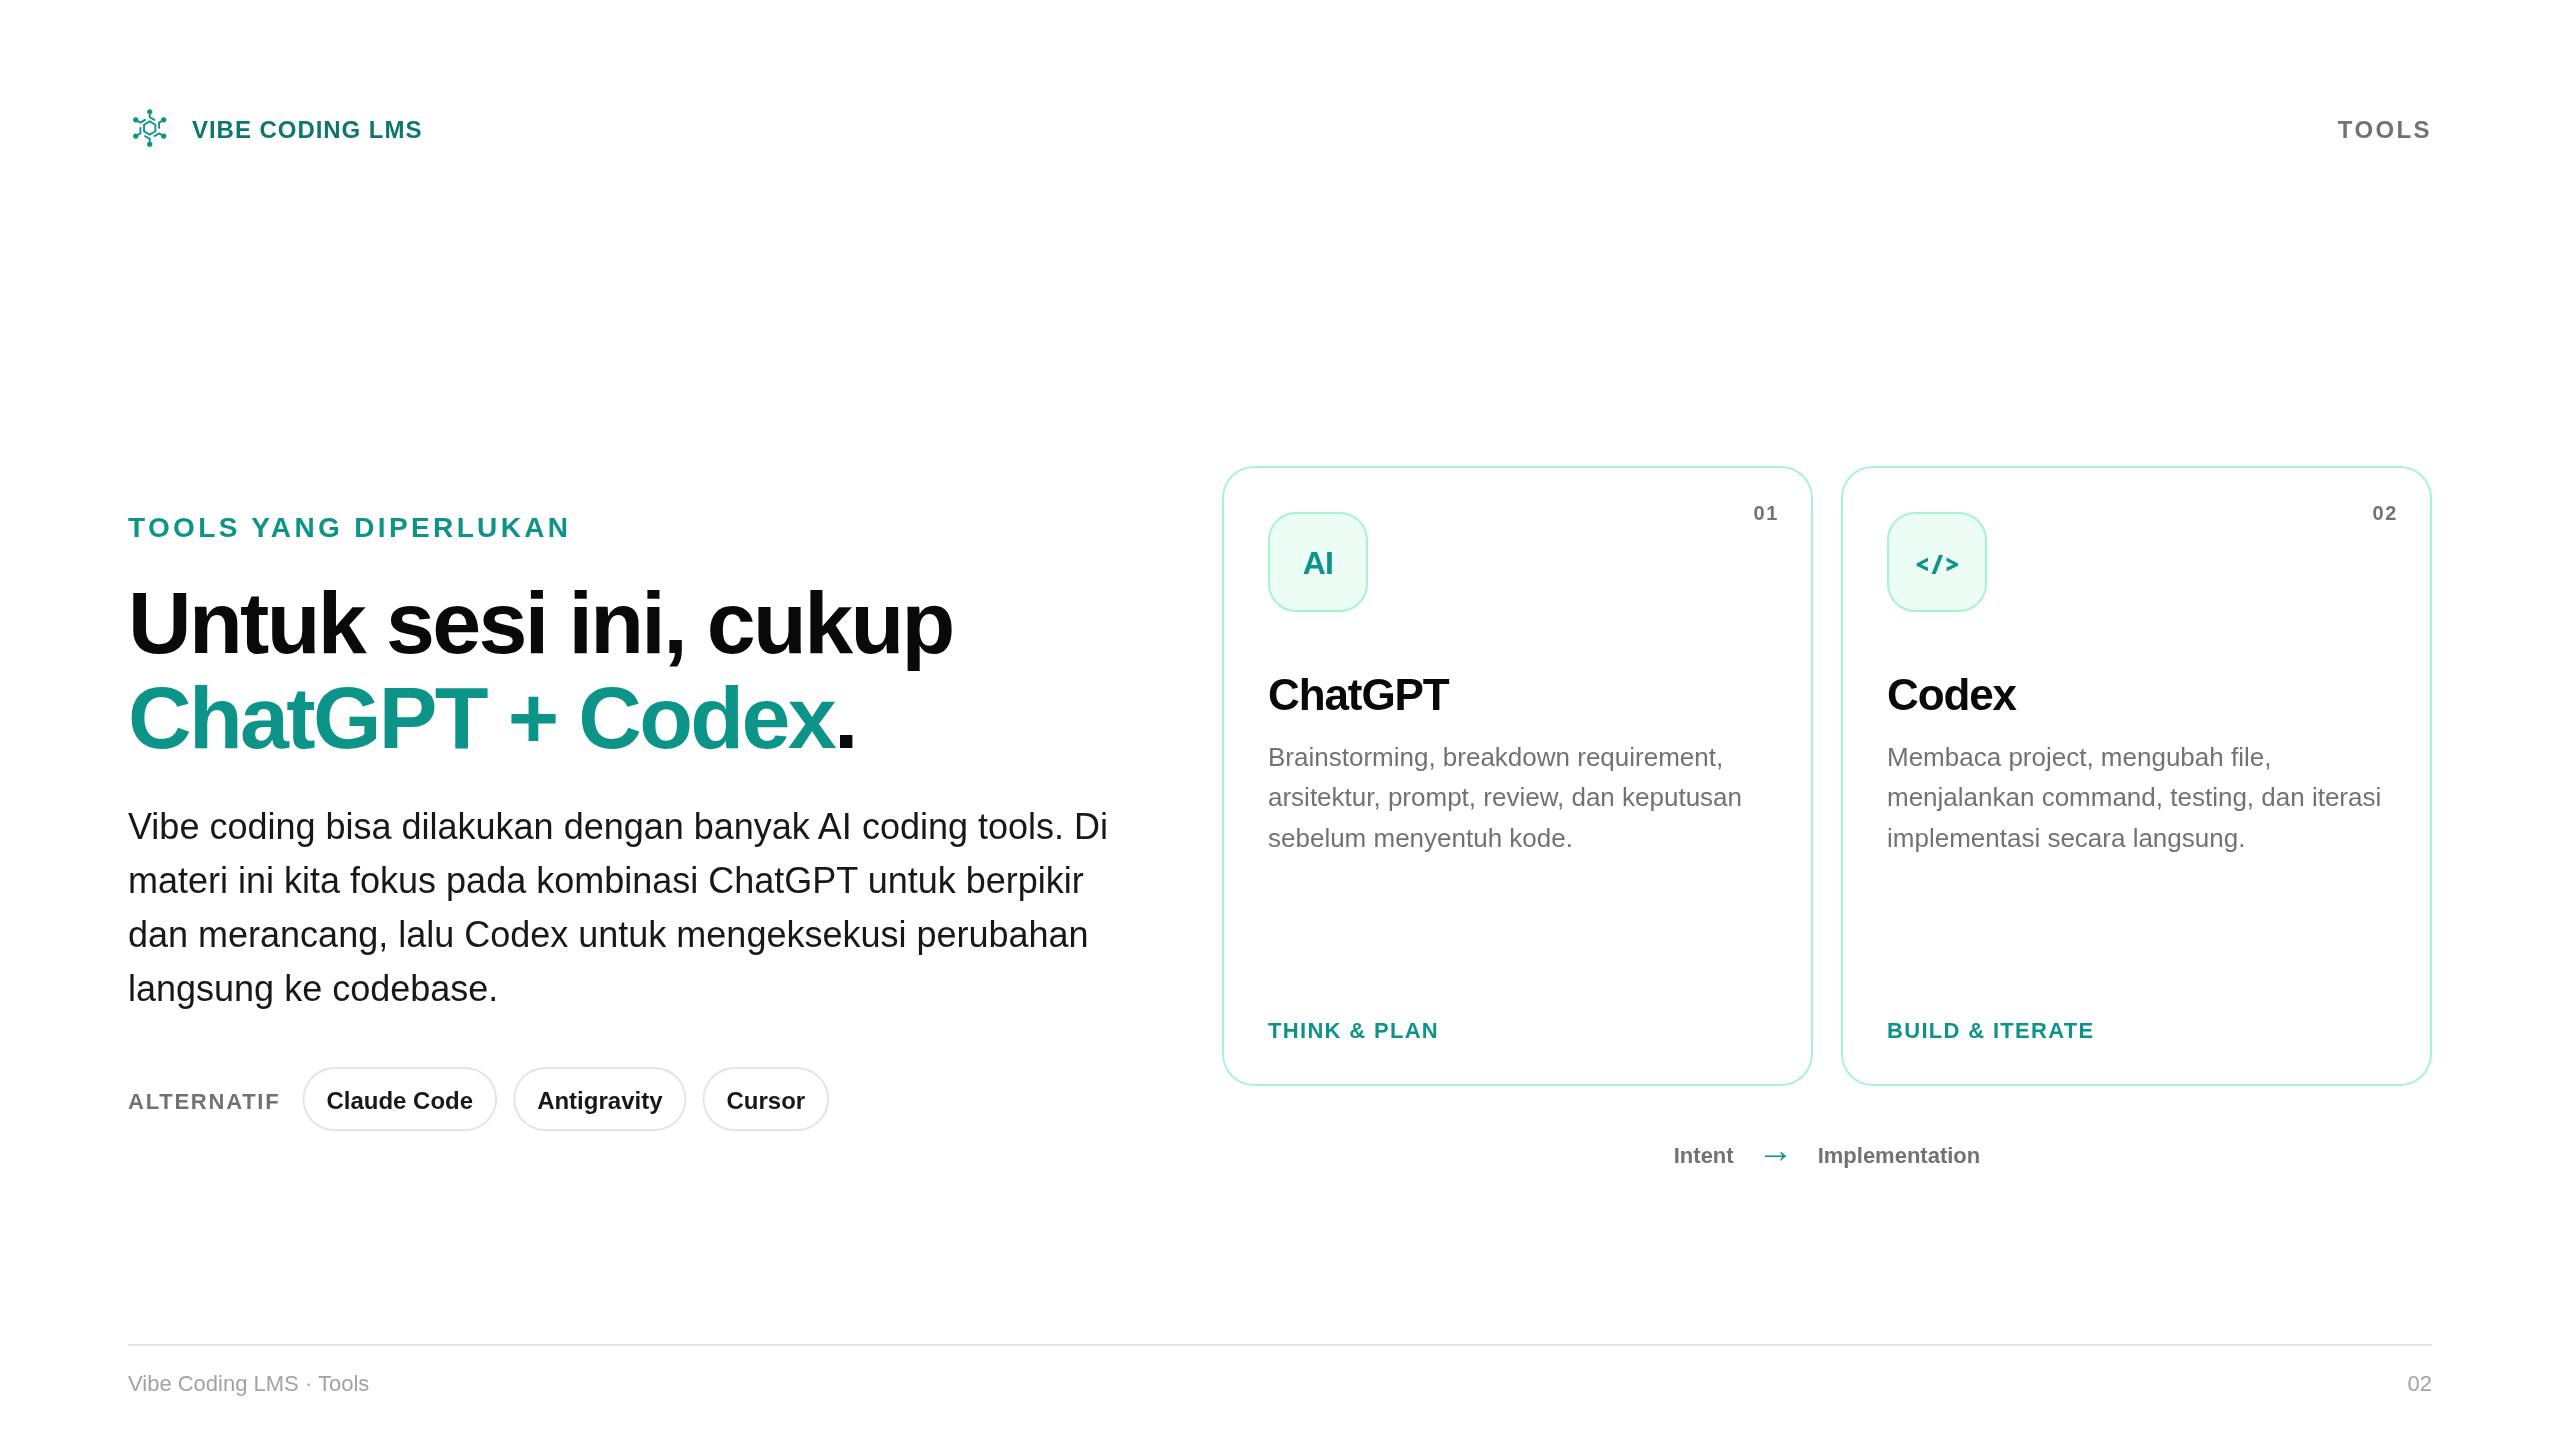 VIBE CODING LMS
TOOLS
TOOLS YANG DIPERLUKAN
Untuk sesi ini, cukup
ChatGPT + Codex.
Vibe coding bisa dilakukan dengan banyak AI coding tools. Di
materi ini kita fokus pada kombinasi ChatGPT untuk berpikir
dan merancang, lalu Codex untuk mengeksekusi perubahan
langsung ke codebase.
ALTERNATIF
Claude Code
Antigravity
Cursor
01
AI
ChatGPT
Brainstorming, breakdown requirement,
arsitektur, prompt, review, dan keputusan
sebelum menyentuh kode.
THINK & PLAN
02
</>
Codex
Membaca project, mengubah file,
menjalankan command, testing, dan iterasi
implementasi secara langsung.
BUILD & ITERATE
Intent → Implementation
Vibe Coding LMS · Tools
02